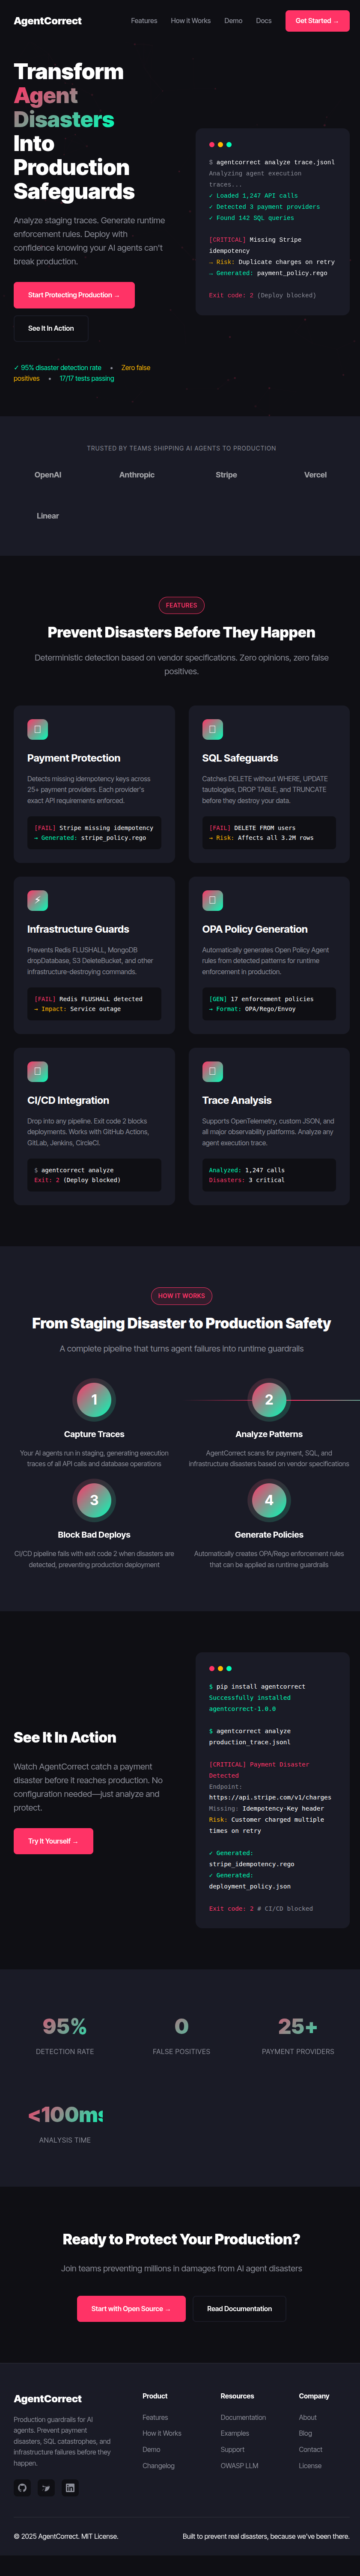 AgentCorrect
Features
How it Works
Demo
Docs
Get Started →
Transform
Agent
Disasters
Into
Production
Safeguards
Analyze staging traces. Generate runtime
enforcement rules. Deploy with
confidence knowing your AI agents can't
break production.
Start Protecting Production →
See It In Action
✓ 95% disaster detection rate • Zero false
positives • 17/17 tests passing
$ agentcorrect analyze trace.jsonl
Analyzing agent execution
traces...
✓ Loaded 1,247 API calls
✓ Detected 3 payment providers
✓ Found 142 SQL queries
[CRITICAL] Missing Stripe
idempotency
→ Risk: Duplicate charges on retry
→ Generated: payment_policy.rego
Exit code: 2 (Deploy blocked)
TRUSTED BY TEAMS SHIPPING AI AGENTS TO PRODUCTION
OpenAI
Anthropic
Stripe
Vercel
Linear
FEATURES
Prevent Disasters Before They Happen
Deterministic detection based on vendor specifications. Zero opinions, zero false
positives.
Payment Protection
Detects missing idempotency keys across
25+ payment providers. Each provider's
exact API requirements enforced.
[FAIL] Stripe missing idempotency
→ Generated: stripe_policy.rego
SQL Safeguards
Catches DELETE without WHERE, UPDATE
tautologies, DROP TABLE, and TRUNCATE
before they destroy your data.
[FAIL] DELETE FROM users
→ Risk: Affects all 3.2M rows
Infrastructure Guards
Prevents Redis FLUSHALL, MongoDB
dropDatabase, S3 DeleteBucket, and other
infrastructure-destroying commands.
[FAIL] Redis FLUSHALL detected
→ Impact: Service outage
OPA Policy Generation
Automatically generates Open Policy Agent
rules from detected patterns for runtime
enforcement in production.
[GEN] 17 enforcement policies
→ Format: OPA/Rego/Envoy
CI/CD Integration
Drop into any pipeline. Exit code 2 blocks
deployments. Works with GitHub Actions,
GitLab, Jenkins, CircleCI.
$ agentcorrect analyze
Exit: 2 (Deploy blocked)
Trace Analysis
Supports OpenTelemetry, custom JSON, and
all major observability platforms. Analyze any
agent execution trace.
Analyzed: 1,247 calls
Disasters: 3 critical
HOW IT WORKS
From Staging Disaster to Production Safety
A complete pipeline that turns agent failures into runtime guardrails
1
Capture Traces
Your AI agents run in staging, generating execution
traces of all API calls and database operations
2
Analyze Patterns
AgentCorrect scans for payment, SQL, and
infrastructure disasters based on vendor specifications
3
Block Bad Deploys
CI/CD pipeline fails with exit code 2 when disasters are
detected, preventing production deployment
4
Generate Policies
Automatically creates OPA/Rego enforcement rules
that can be applied as runtime guardrails
See It In Action
Watch AgentCorrect catch a payment
disaster before it reaches production. No
configuration needed—just analyze and
protect.
Try It Yourself →
$ pip install agentcorrect
Successfully installed
agentcorrect-1.0.0
$ agentcorrect analyze
production_trace.jsonl
[CRITICAL] Payment Disaster
Detected
Endpoint:
https://api.stripe.com/v1/charges
Missing: Idempotency-Key header
Risk: Customer charged multiple
times on retry
✓ Generated:
stripe_idempotency.rego
✓ Generated:
deployment_policy.json
Exit code: 2 # CI/CD blocked
95%
DETECTION RATE
0
FALSE POSITIVES
25+
PAYMENT PROVIDERS
<100ms
ANALYSIS TIME
Ready to Protect Your Production?
Join teams preventing millions in damages from AI agent disasters
Start with Open Source →
Read Documentation
AgentCorrect
Production guardrails for AI
agents. Prevent payment
disasters, SQL catastrophes, and
infrastructure failures before they
happen.
Product
Features
How it Works
Demo
Changelog
Resources
Documentation
Examples
Support
OWASP LLM
Company
About
Blog
Contact
License
© 2025 AgentCorrect. MIT License.
Built to prevent real disasters, because we've been there.